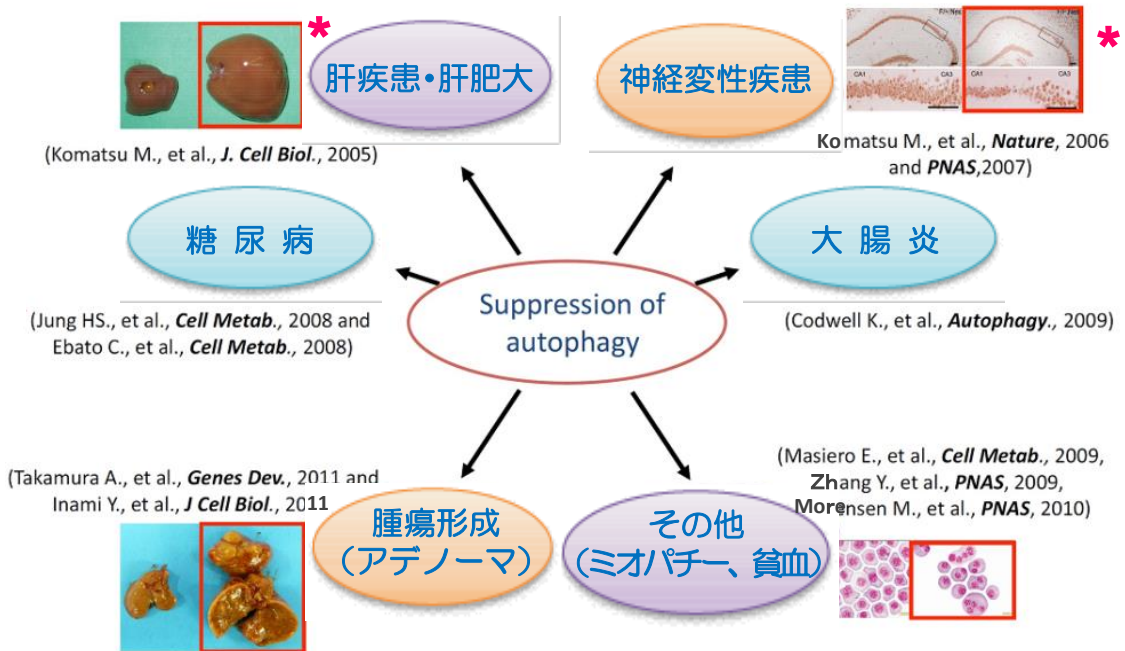 *
肝疾患・肝肥大
(Komatsu M., et al., J. Cell Biol., 2005)
神経変性疾患
*
CA1
CA3
CA1
CA3
Komatsu M., et al., Nature, 2006
and PNAS,2007)
糖尿病
(Jung HS., et al., Cell Metab., 2008 and
Ebato C., et al., Cell Metab., 2008)
大腸炎
(Codwell K., et al., Autophagy., 2009)
Suppression of
autophagy
(Takamura A., et al., Genes Dev., 2011 and
Inami Y., et al., J Cell Biol., 2011
腫瘍形成
(アデノーマ)
その他
(ミオパチー、貧血)
(Masiero E., et al., Cell Metab., 2009,
Zhang Y., et al., PNAS, 2009,
Morensen M., et al., PNAS, 2010)